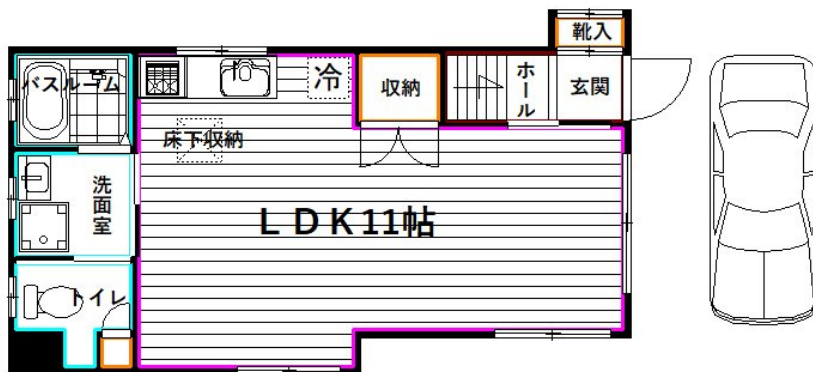 靴入
バスルーム
冷
収納
ホール
玄関
床下収納
洗面室
LDK11帖
トイレ